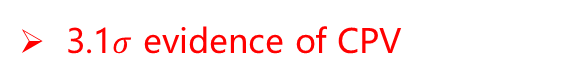 ➢ 3.1𝜎 evidence of CPV